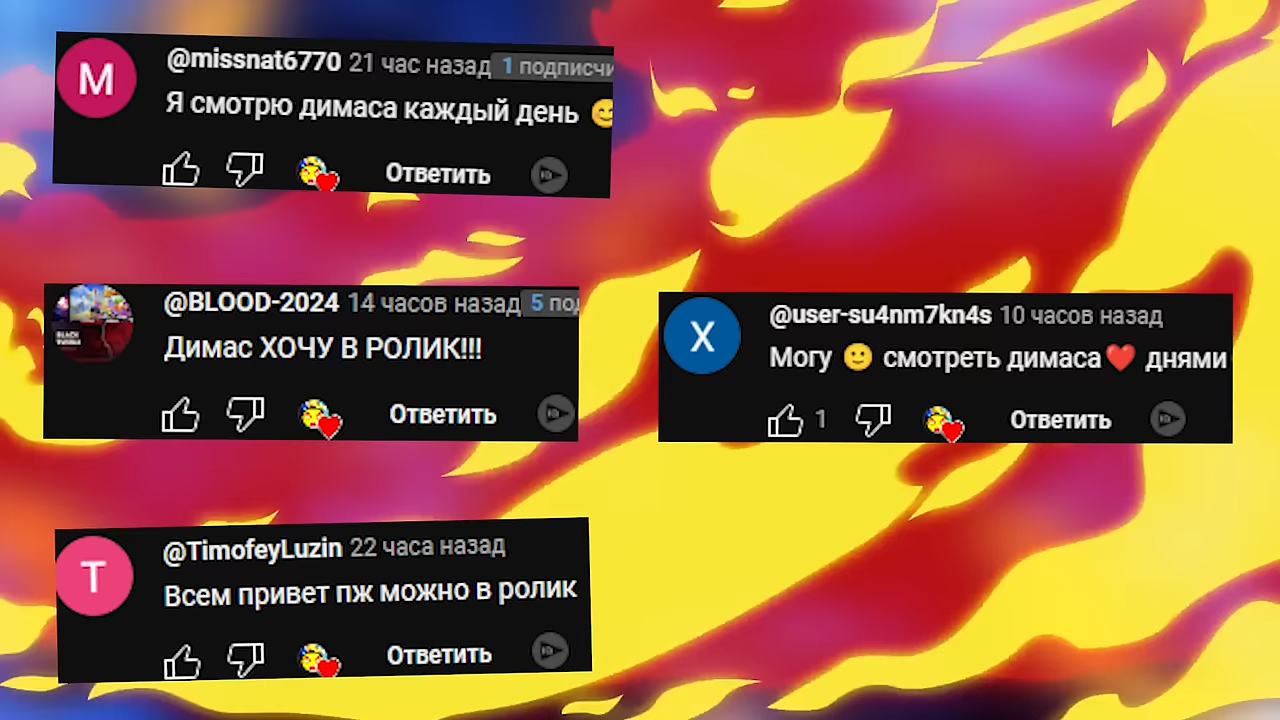 M
@missnat6770 21 час назад 1 подписчи
Я смотрю димаса каждый день 😊
Ответить
@BLOOD-2024 14 часов назад 5 под
Димас ХОЧУ В РОЛИК!!!
Ответить
T
@TimofeyLuzin 22 часа назад
Всем привет пж можно в ролик
Ответить
X
@user-su4nm7kn4s 10 часов назад
Могу 🙂 смотреть димаса❤️ днями
1
Ответить